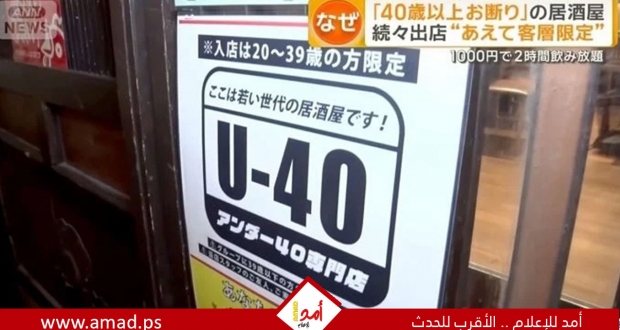 ANN
NEWS
なぜ
「40歳以上お断り」の居酒屋
続々出店“あえて客層限定”
1000円で2時間飲み放題
※入店は20～39歳の方限定
ここは若い世代の居酒屋です！
U-40
アンダー40専門店
www.amad.ps
أمد
أمد للإعلام .. الأقرب للحدث